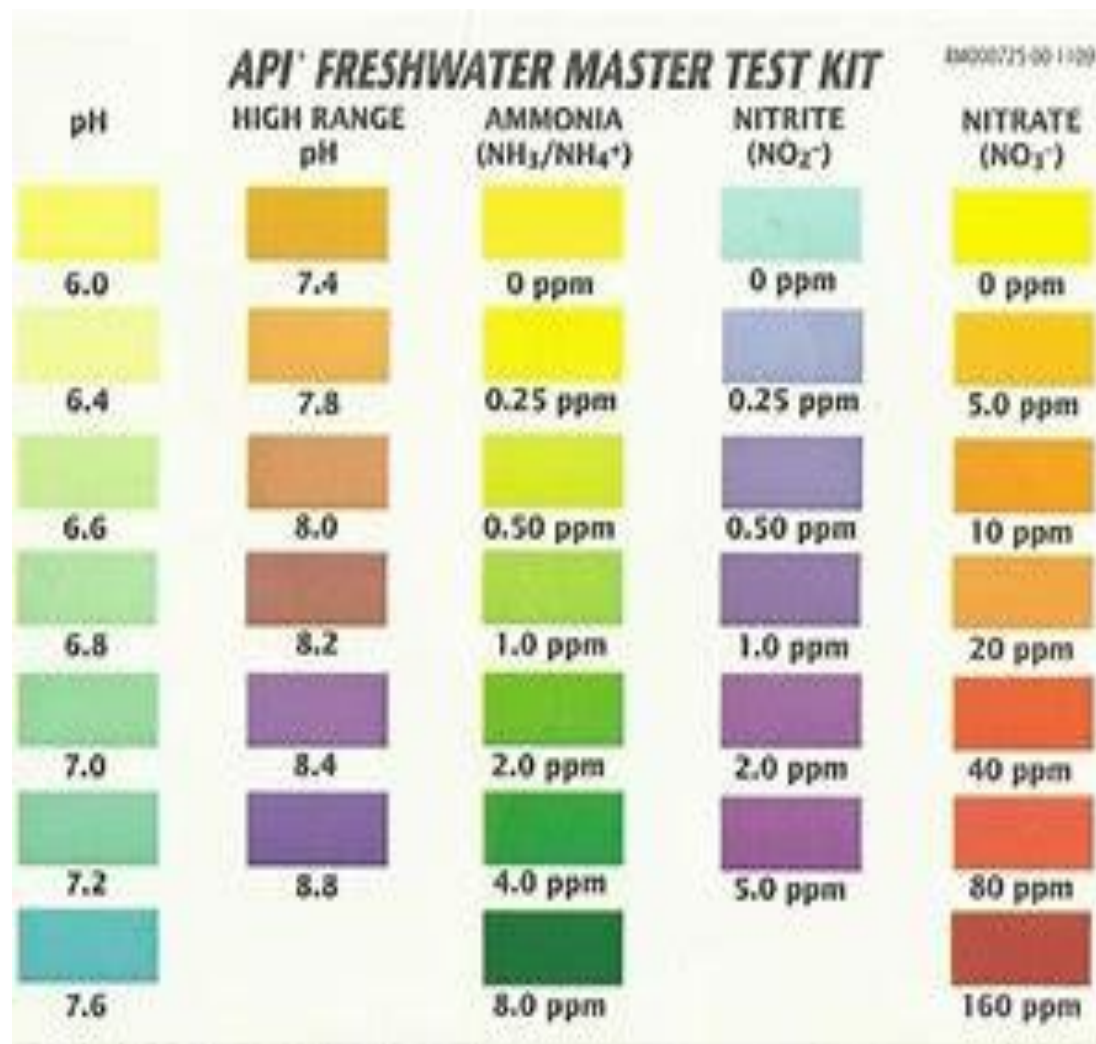 API* FRESHWATER MASTER TEST KIT
pH
HIGH RANGE
pH
AMMONIA
(NH₃/NH₄⁺)
NITRITE
(NO₂⁻)
NITRATE
(NO₃⁻)
6.0 7.4 0 ppm 0 ppm 0 ppm
6.4 7.8 0.25 ppm 0.25 ppm 5.0 ppm
6.6 8.0 0.50 ppm 0.50 ppm 10 ppm
6.8 8.2 1.0 ppm 1.0 ppm 20 ppm
7.0 8.4 2.0 ppm 2.0 ppm 40 ppm
7.2 8.8 4.0 ppm 5.0 ppm 80 ppm
7.6 8.0 ppm 160 ppm